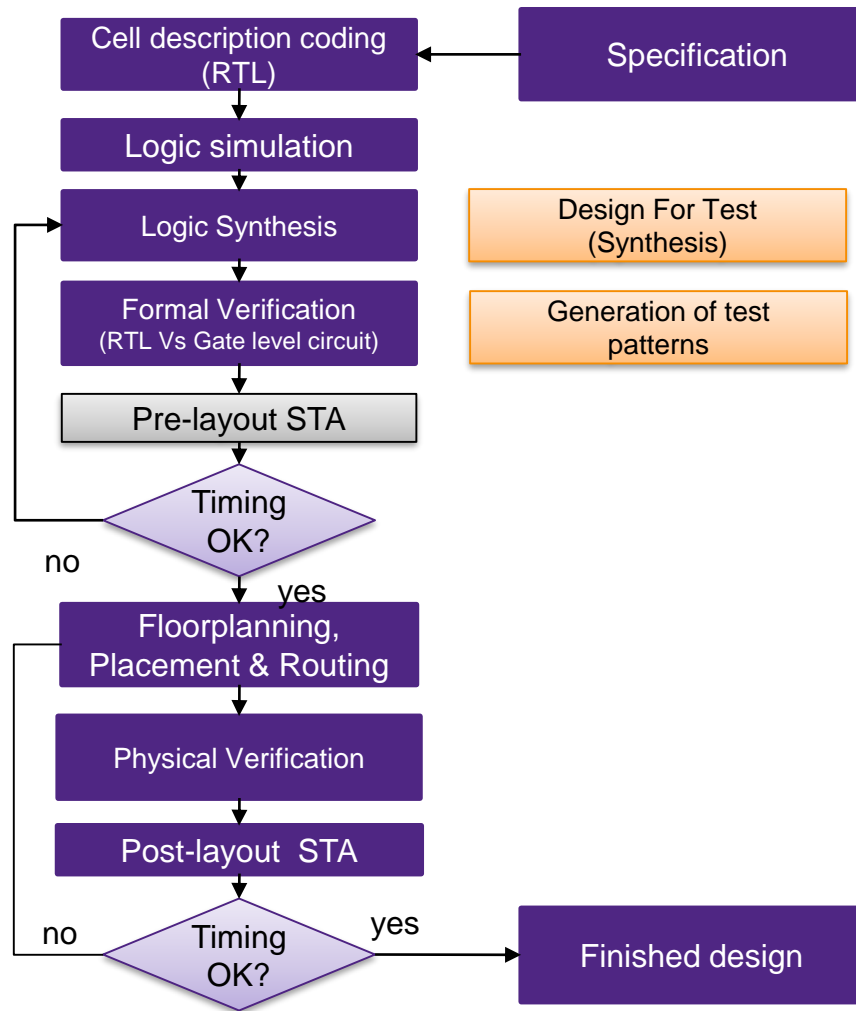 Cell description coding
(RTL)
Specification
Logic simulation
Logic Synthesis
Design For Test
(Synthesis)
Formal Verification
(RTL Vs Gate level circuit)
Generation of test
patterns
Pre-layout STA
Timing
OK?
no
yes
Floorplanning,
Placement & Routing
Physical Verification
Post-layout STA
Timing
OK?
no
yes
Finished design